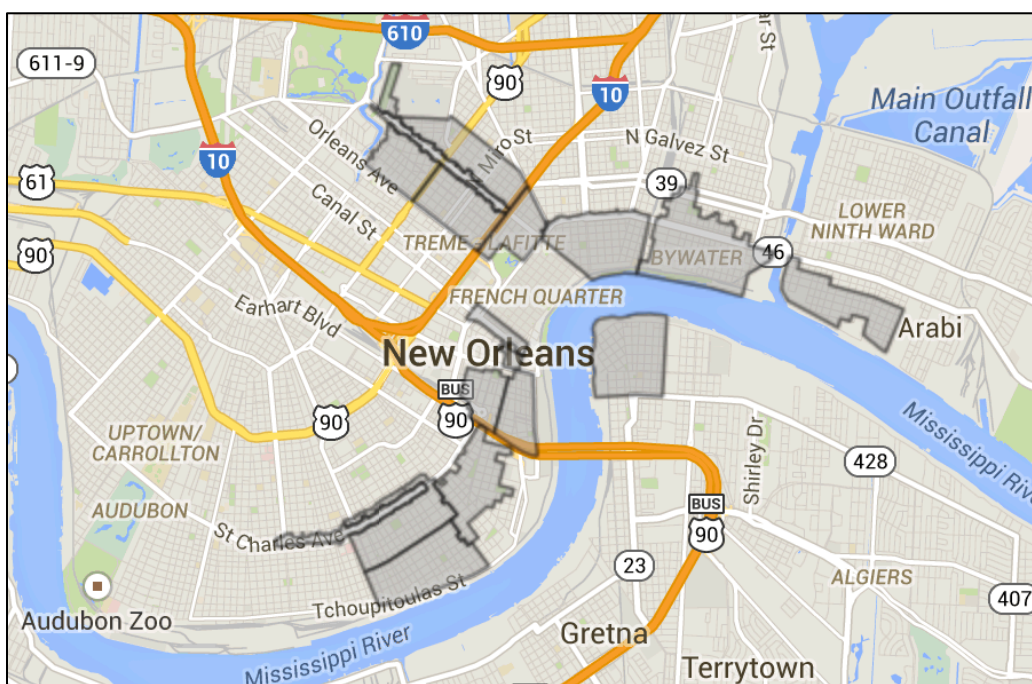 610
611-9
90
10
Main Outfall
Canal
Orleans Ave
Miro St
N Galvez St
10
61
39
Canal St
LOWER
NINTH WARD
90
TREME - LAFITTE
BYWATER
46
Earhart Blvd
FRENCH QUARTER
Arabi
New Orleans
BUS
90
90
UPTOWN/
CARROLLTON
Shirley Dr
Mississippi River
428
AUDUBON
BUS
90
St Charles Ave
23
ALGIERS
Tchoupitoulas St
407
Audubon Zoo
Gretna
Mississippi River
Terrytown